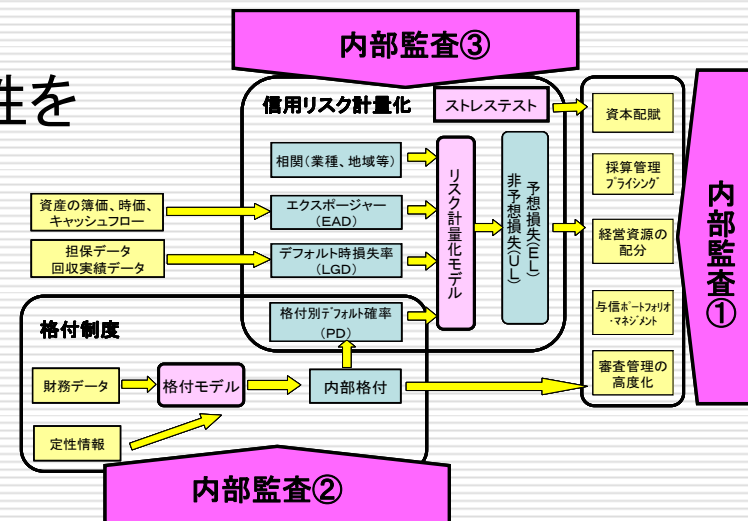 内部監査③
性を
信用リスク計量化
ストレステスト
相関(業種、地域等)
資産の簿価、時価、
キャッシュフロー
エクスポージャー
(EAD)
担保データ
回収実績データ
デフォルト時損失率
(LGD)
格付別デフォルト確率
(PD)
リスク計量化モデル
予想損失(EL)
非予想損失(UL)
資本配賦
採算管理
プライシング
経営資源の
配分
与信ポートフォリオ
・マネジメント
審査管理の
高度化
内部監査①
格付制度
財務データ
格付モデル
内部格付
定性情報
内部監査②